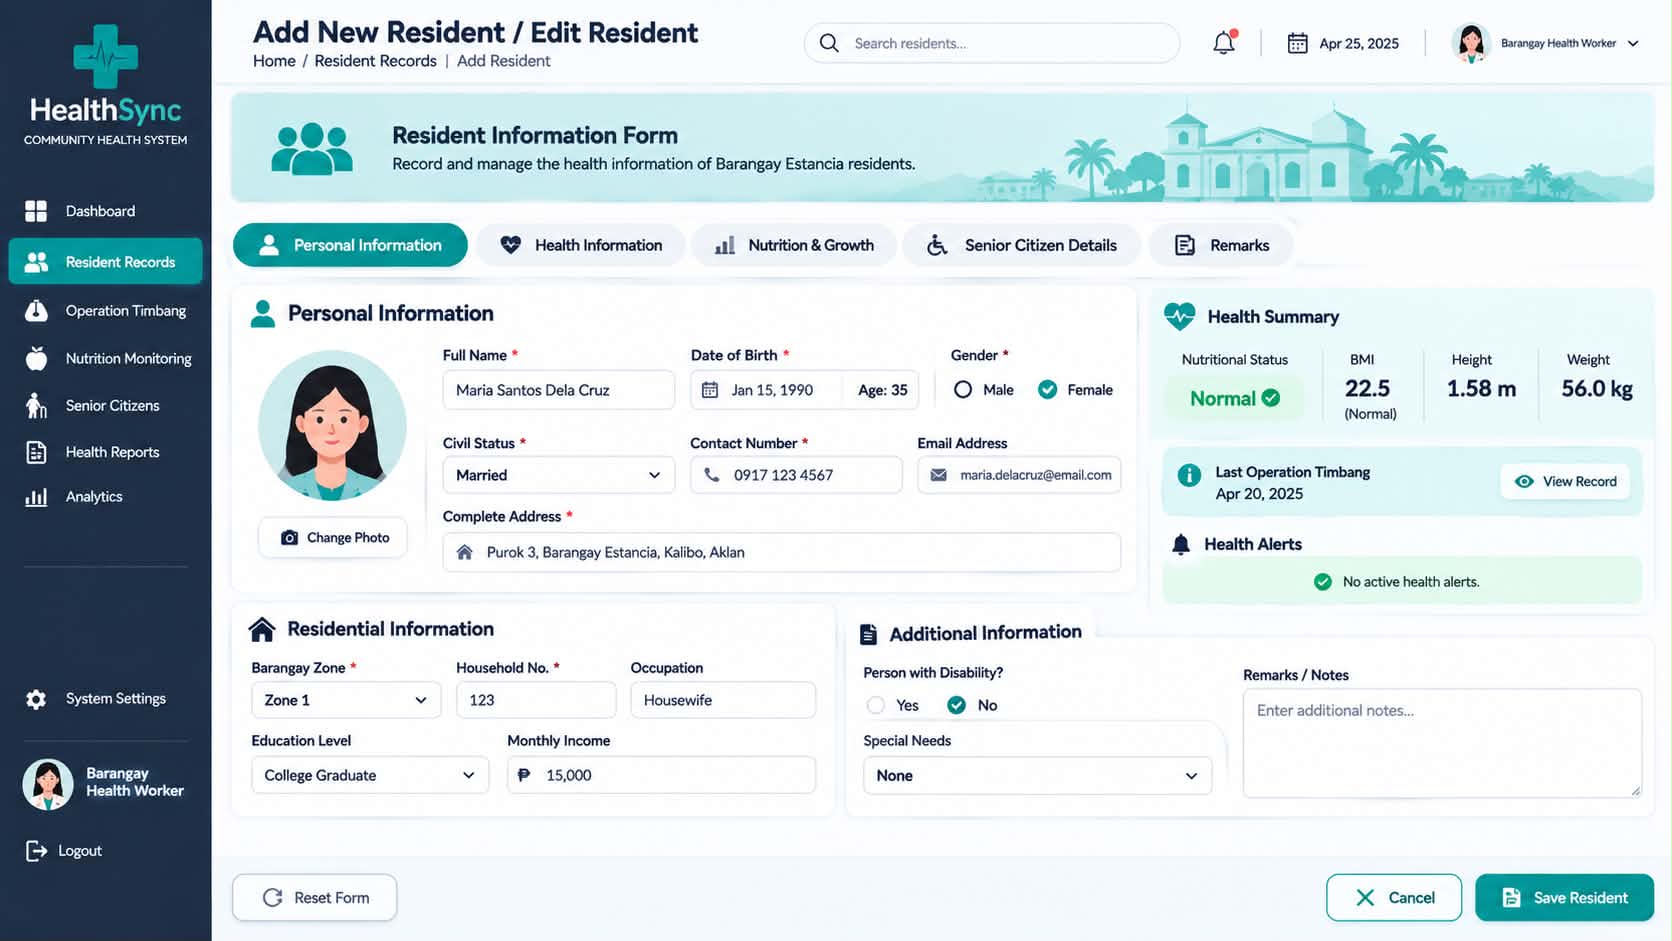 HealthSync
COMMUNITY HEALTH SYSTEM
Dashboard
Resident Records
Operation Timbang
Nutrition Monitoring
Senior Citizens
Health Reports
Analytics
System Settings
Barangay
Health Worker
Logout
Add New Resident / Edit Resident
Home / Resident Records | Add Resident
Search residents...
Apr 25, 2025
Barangay Health Worker
Resident Information Form
Record and manage the health information of Barangay Estancia residents.
Personal Information
Health Information
Nutrition & Growth
Senior Citizen Details
Remarks
Personal Information
Change Photo
Full Name *
Maria Santos Dela Cruz
Date of Birth *
Jan 15, 1990
Age: 35
Gender *
Male
Female
Civil Status *
Married
Contact Number *
0917 123 4567
Email Address
maria.delacruz@email.com
Complete Address *
Purok 3, Barangay Estancia, Kalibo, Aklan
Health Summary
Nutritional Status
Normal
BMI
22.5
(Normal)
Height
1.58 m
Weight
56.0 kg
Last Operation Timbang
Apr 20, 2025
View Record
Health Alerts
No active health alerts.
Residential Information
Barangay Zone *
Zone 1
Household No. *
123
Occupation
Housewife
Education Level
College Graduate
Monthly Income
₱ 15,000
Additional Information
Person with Disability?
Yes
No
Special Needs
None
Remarks / Notes
Enter additional notes...
Reset Form
Cancel
Save Resident